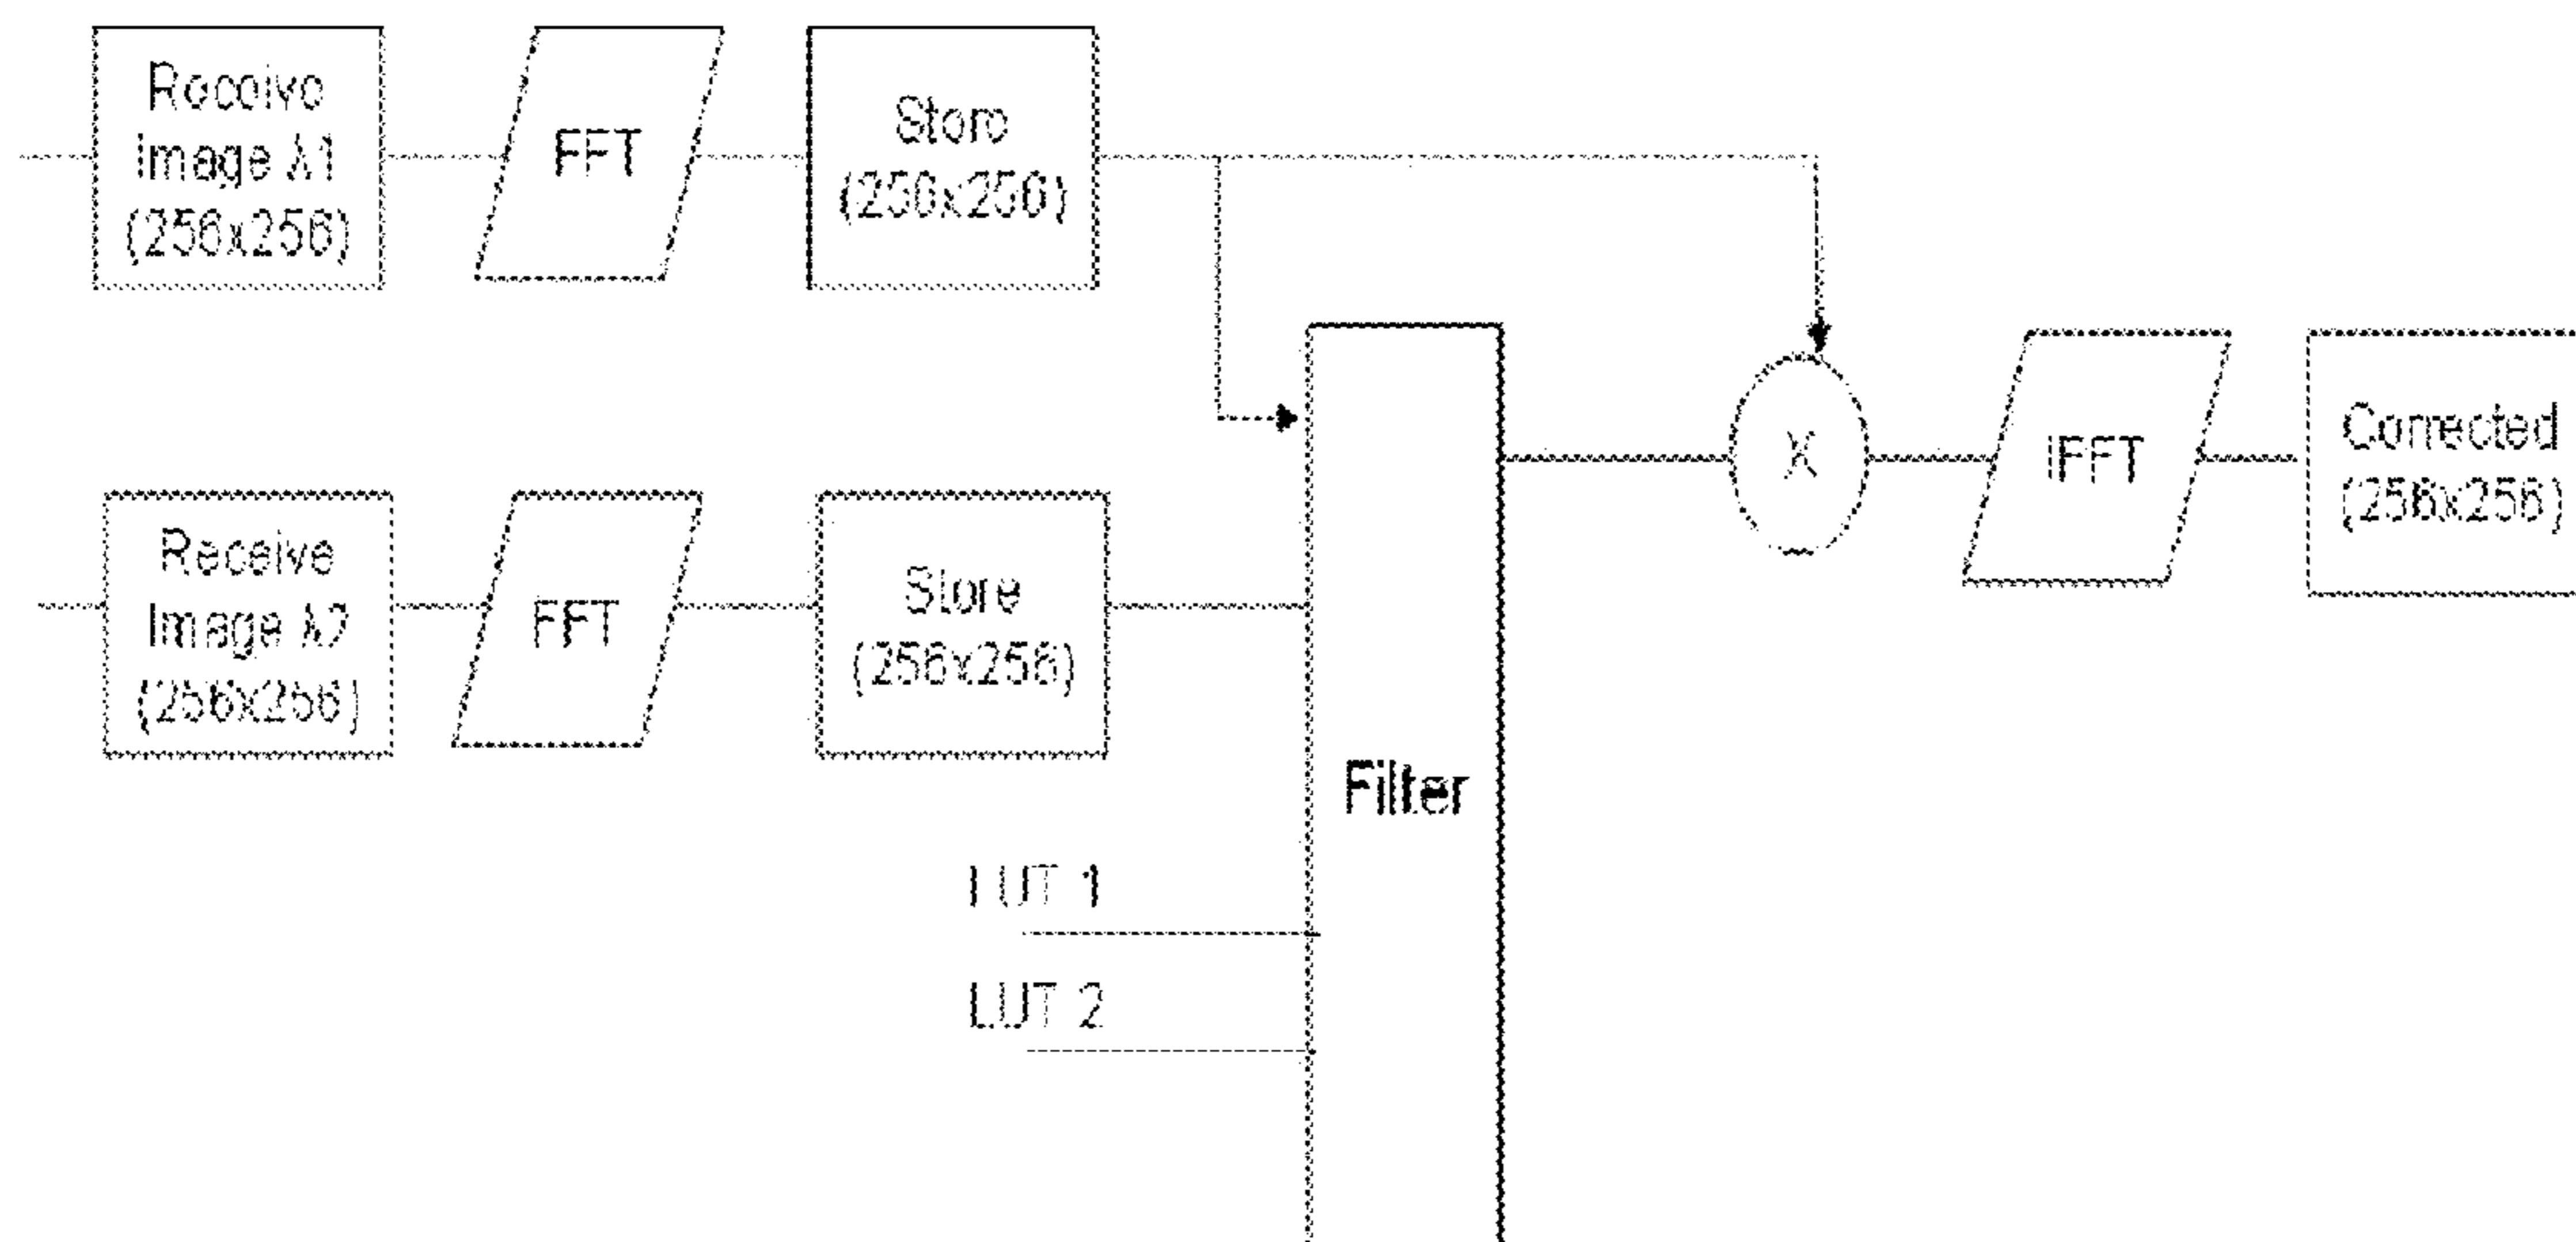 Receive
Image λ1
(256x256)
FFT
Store
(256x256)
Receive
Image λ2
(256x256)
FFT
Store
(256x256)
LUT 1
LUT 2
Filter
X
IFFT
Corrected
(256x256)